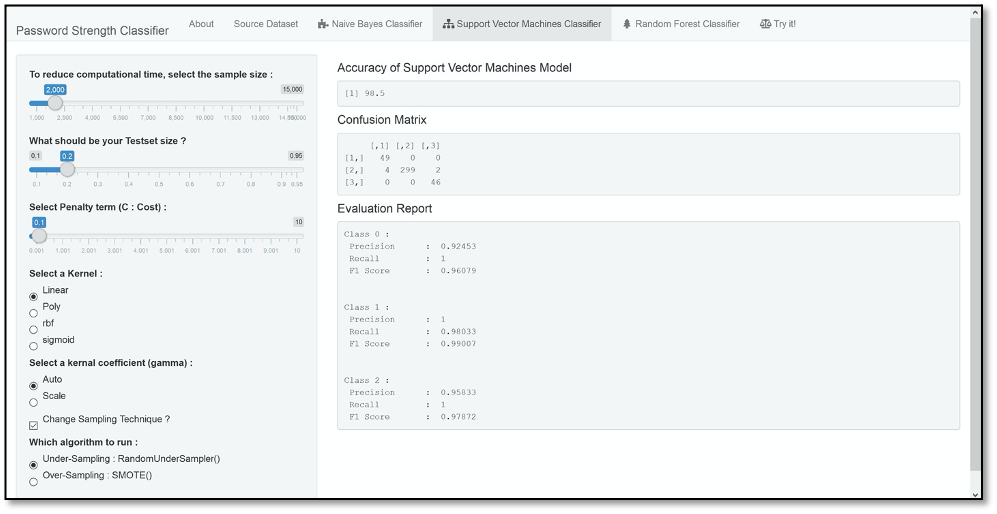 Password Strength Classifier
About
Source Dataset
Naive Bayes Classifier
Support Vector Machines Classifier
Random Forest Classifier
Try it!
To reduce computational time, select the sample size :
2,000
15,000
1,000 2,500 4,000 5,500 7,000 8,500 10,000 11,500 13,000
What should be your Testset size ?
0.1
0.2
0.95
0.1 0.2 0.3 0.4 0.5 0.6 0.7 0.8 0.9 0.95
Select Penalty term (C : Cost) :
0.1
10
0.001 1.001 2.001 3.001 4.001 5.001 6.001 7.001 8.001 9.001 10
Select a Kernel :
Linear
Poly
rbf
sigmoid
Select a kernal coefficient (gamma) :
Auto
Scale
Change Sampling Technique ?
Which algorithm to run :
Under-Sampling : RandomUnderSampler()
Over-Sampling : SMOTE()
Accuracy of Support Vector Machines Model
[1] 98.5
Confusion Matrix
[,1] [,2] [,3]
[1,] 49 0 0
[2,] 4 299 2
[3,] 0 0 46
Evaluation Report
Class 0 :
Precision : 0.92453
Recall : 1
F1 Score : 0.96079
Class 1 :
Precision : 1
Recall : 0.98033
F1 Score : 0.99007
Class 2 :
Precision : 0.95833
Recall : 1
F1 Score : 0.97872